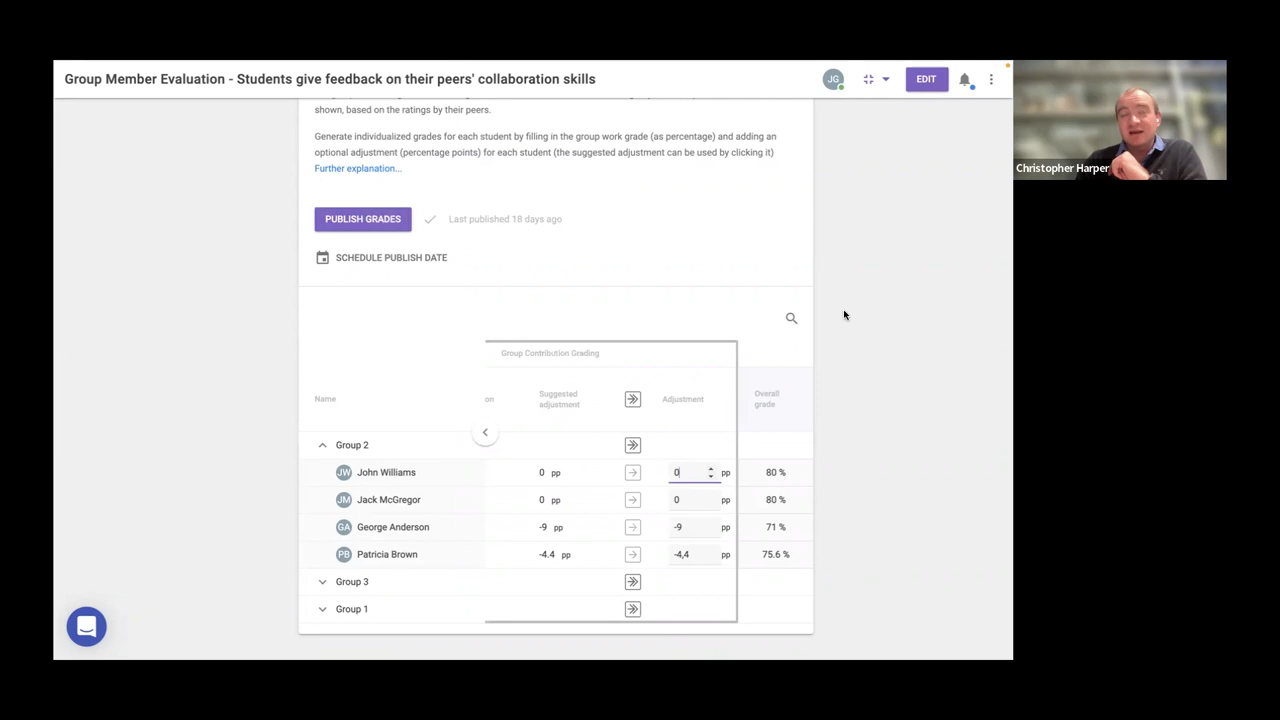 Group Member Evaluation - Students give feedback on their peers' collaboration skills
JG
EDIT
shown, based on the ratings by their peers.
Generate individualized grades for each student by filling in the group work grade (as percentage) and adding an
optional adjustment (percentage points) for each student (the suggested adjustment can be used by clicking it)
Further explanation...
PUBLISH GRADES
Last published 18 days ago
SCHEDULE PUBLISH DATE
Group Contribution Grading
Name
on
Suggested
adjustment
Adjustment
Overall
grade
Group 2
JW John Williams 0 pp 0 pp 80 %
JM Jack McGregor 0 pp 0 pp 80 %
GA George Anderson -9 pp -9 pp 71 %
PB Patricia Brown -4.4 pp -4,4 pp 75.6 %
Group 3
Group 1
Christopher Harper